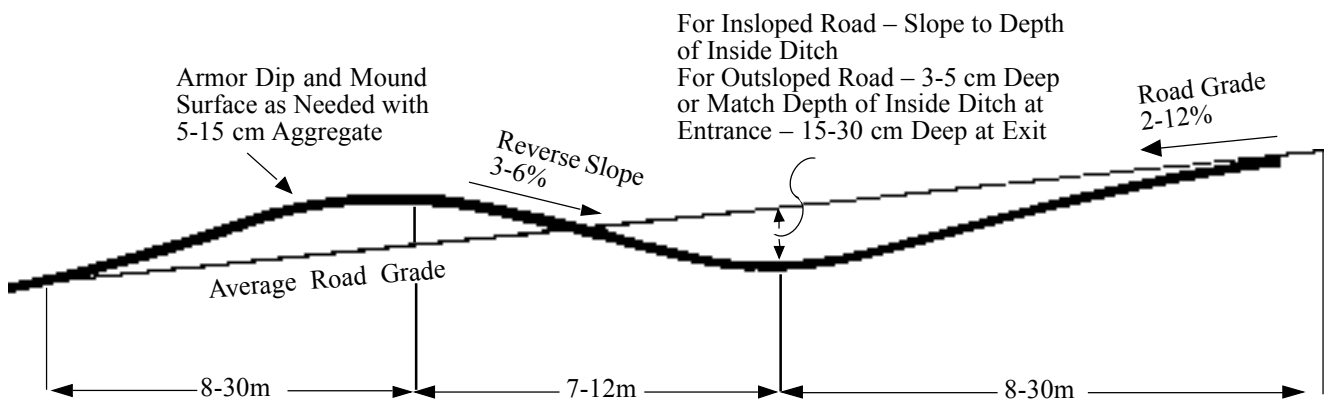 For Insloped Road – Slope to Depth
of Inside Ditch
For Outsloped Road – 3-5 cm Deep
or Match Depth of Inside Ditch at
Entrance – 15-30 cm Deep at Exit
Armor Dip and Mound
Surface as Needed with
5-15 cm Aggregate
Road Grade
2-12%
Reverse Slope
3-6%
Average Road Grade
8-30m
7-12m
8-30m